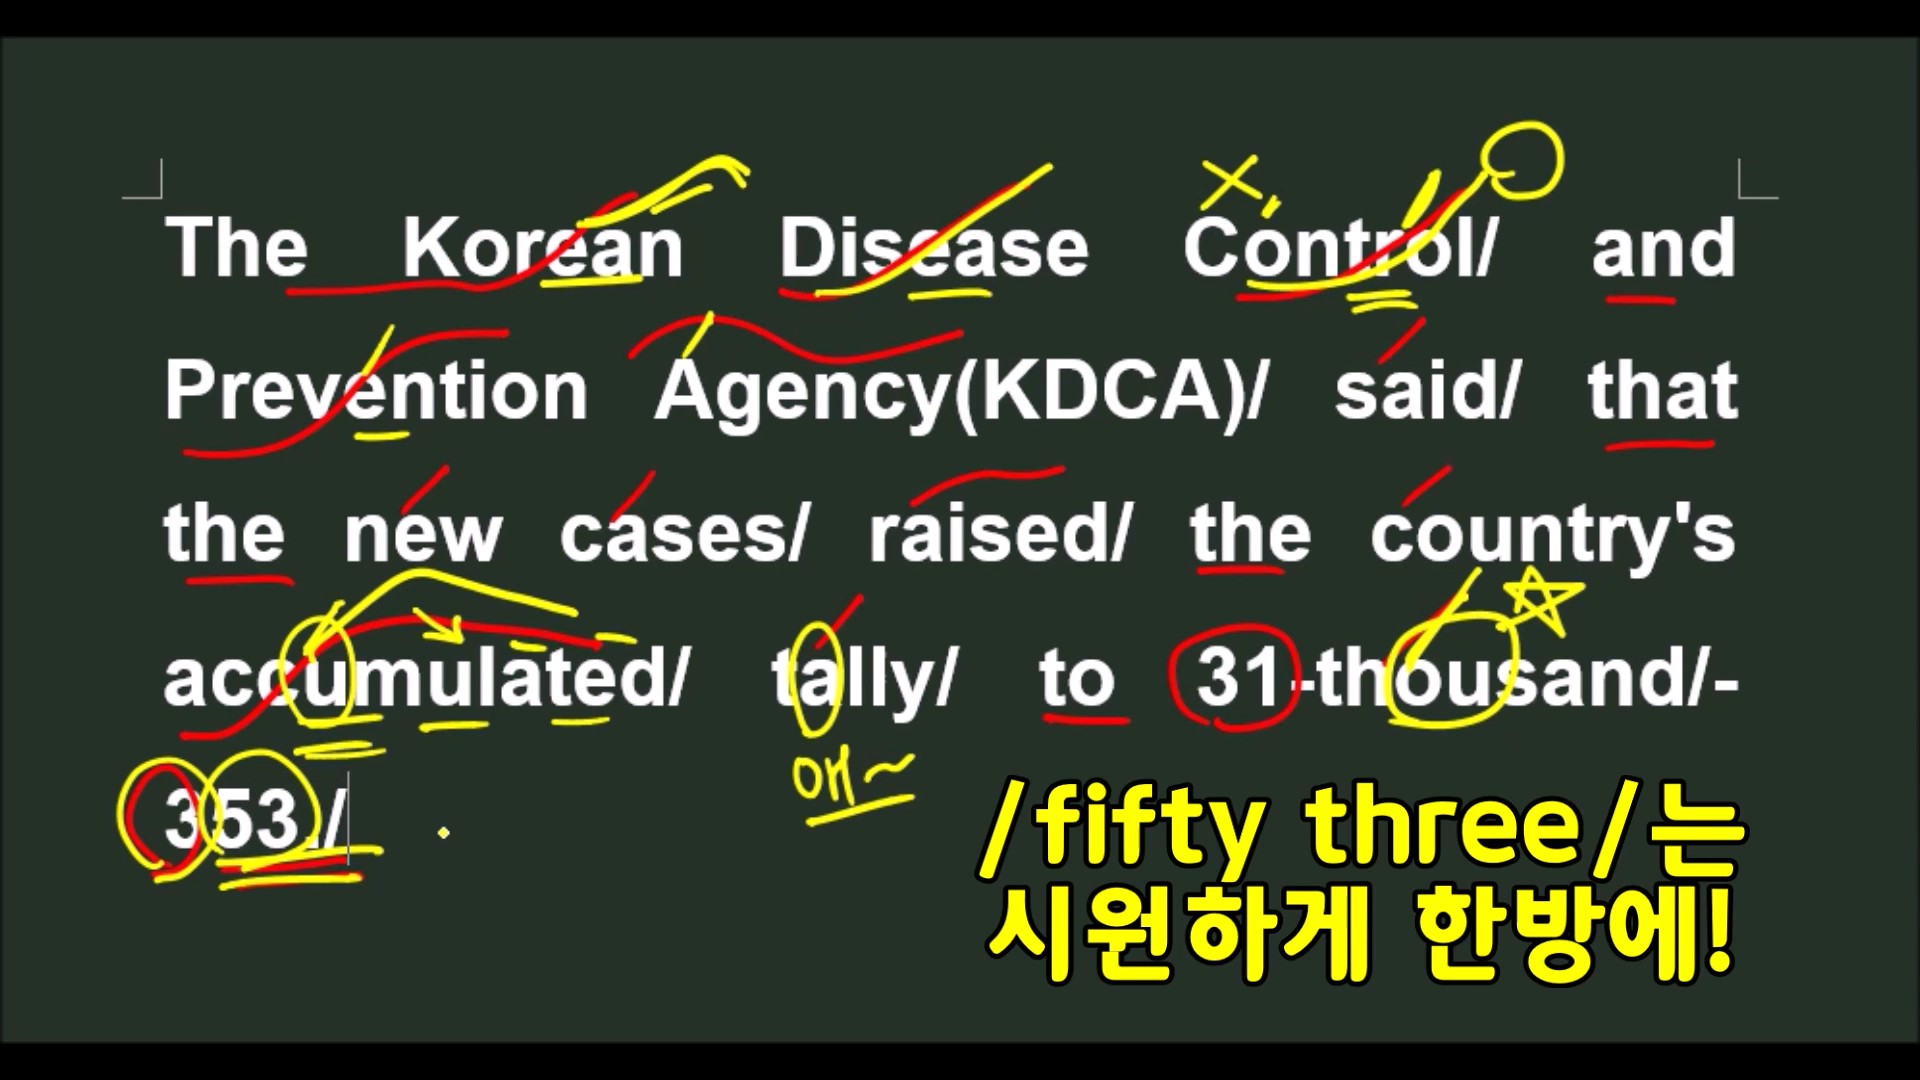 The Korean Disease Control/ and
Prevention Agency(KDCA)/ said/ that
the new cases/ raised/ the country's
accumulated/ tally/ to 31-thousand/-
353./
애~
/fifty three/는
시원하게 한방에!